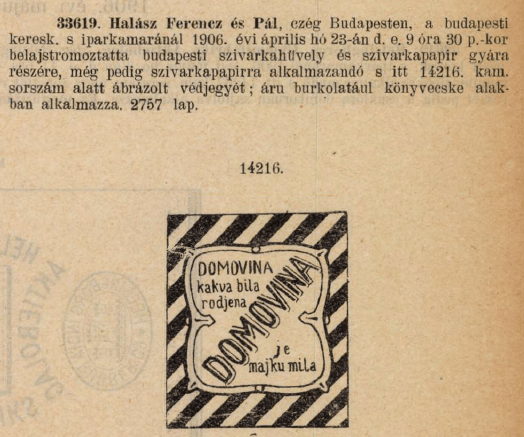 33619. Halász Ferencz és Pál, czég Budapesten, a budapesti
keresk. s iparkamaránál 1906. évi április hó 23-án d. e. 9 óra 30 p.-kor
belajstromoztatta budapesti szivarkahüvely és szivarkapapir gyára
részére, még pedig szivarkapapirra alkalmazandó s itt 14216. kam.
sorszám alatt ábrázolt védjegyét; áru burkolatául könyvecske alak-
ban alkalmazza. 2757 lap.
14216.
DOMOVINA
kakva bila
rodjena
DOMOVINA
je
majku mila